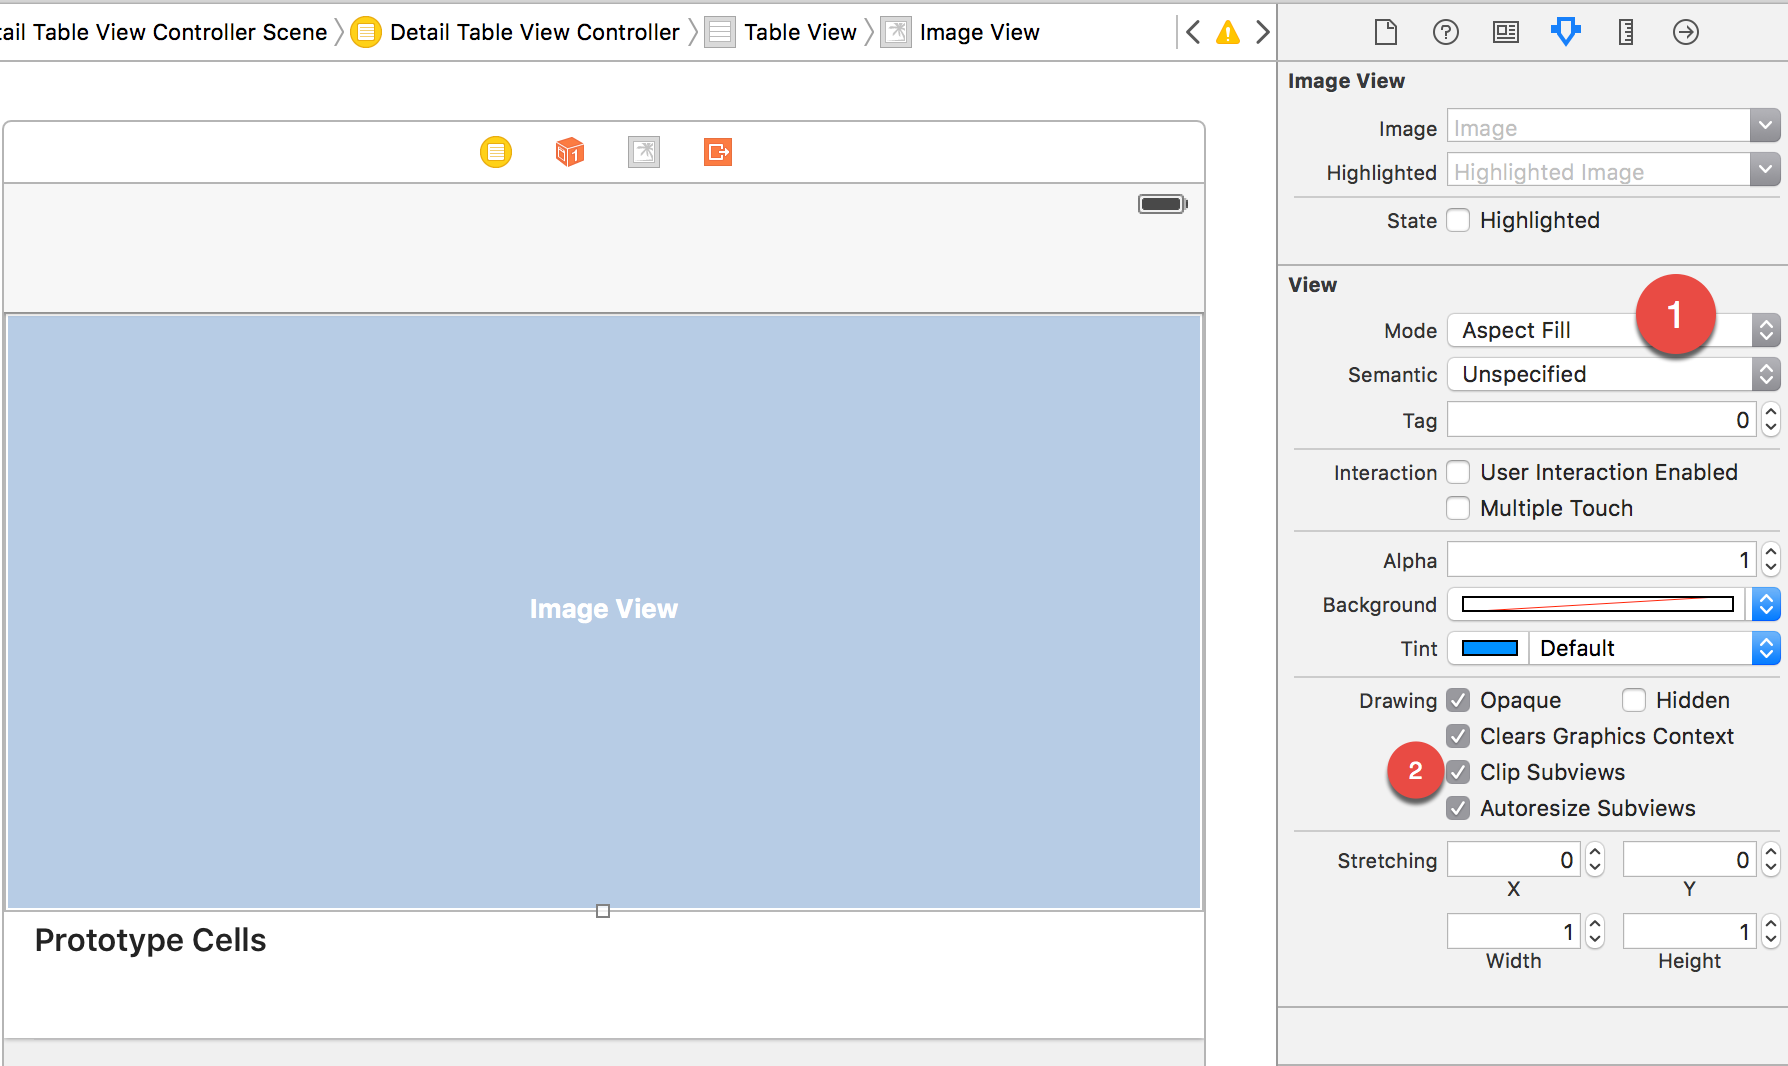 tail Table View Controller Scene Detail Table View Controller Table View Image View
Image View
Image Image
Highlighted Highlighted Image
State Highlighted
View
1
Mode Aspect Fill
Semantic Unspecified
Tag 0
Interaction User Interaction Enabled
Multiple Touch
Alpha 1
Background
Tint Default
Drawing Opaque Hidden
Clears Graphics Context
2 Clip Subviews
Autoresize Subviews
Stretching 0 0
X Y
1 1
Width Height
1
Image View
Prototype Cells